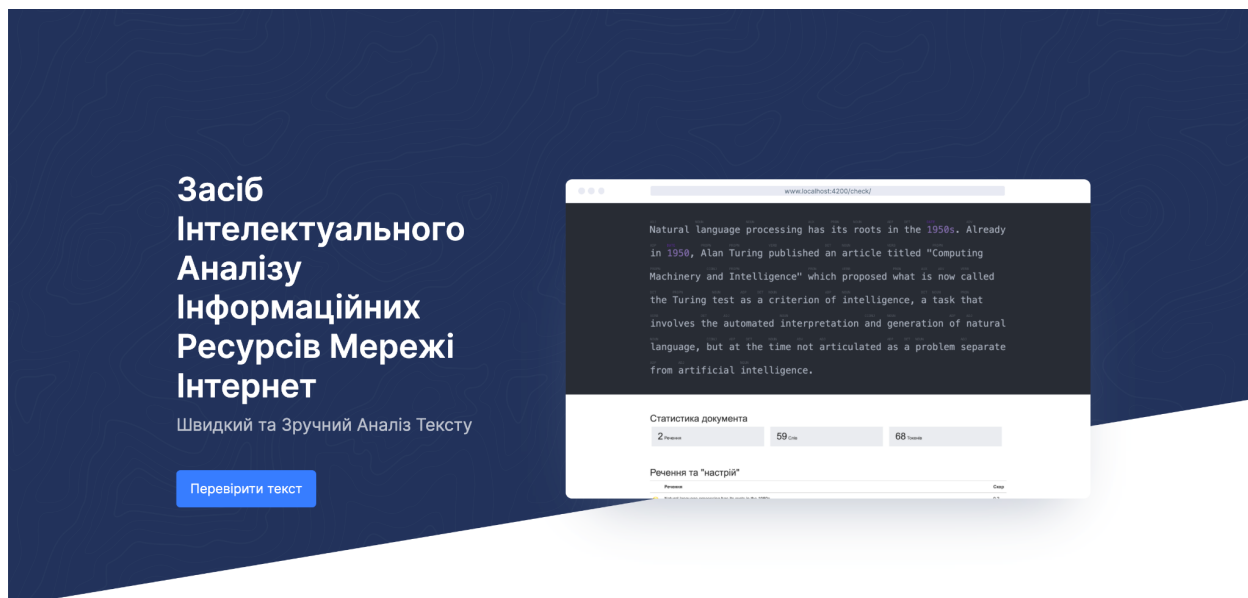 Засіб
Інтелектуального
Аналізу
Інформаційних
Ресурсів Мережі
Інтернет
Швидкий та Зручний Аналіз Тексту
Перевірити текст
www.localhost:4200/check/
Natural language processing has its roots in the 1950s. Already
in 1950, Alan Turing published an article titled "Computing
Machinery and Intelligence" which proposed what is now called
the Turing test as a criterion of intelligence, a task that
involves the automated interpretation and generation of natural
language, but at the time not articulated as a problem separate
from artificial intelligence.
Статистика документа
2 Речення 59 Слів 68 Токенів
Речення та "настрій"
Речення Скор